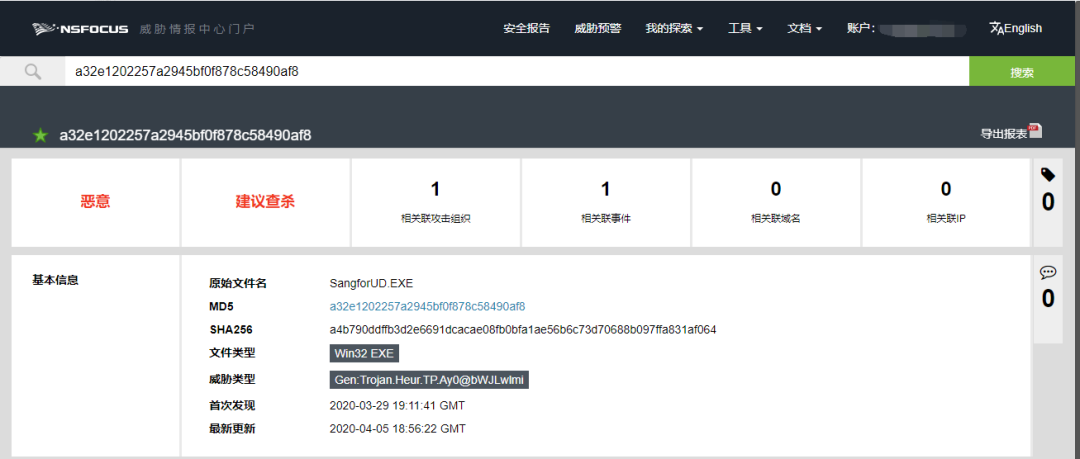 NSFOCUS 威胁情报中心门户 安全报告 威胁预警 我的探索 工具 文档 账户: 文A English
a32e1202257a2945bf0f878c58490af8 搜索
a32e1202257a2945bf0f878c58490af8 导出报表
恶意 建议查杀 1 1 0 0 0
相关联攻击组织 相关联事件 相关联域名 相关联IP
基本信息 原始文件名 SangforUD.EXE 0
MD5 a32e1202257a2945bf0f878c58490af8
SHA256 a4b790ddffb3d2e6691dcacae08fb0bfa1ae56b6c73d70688b097ffa831af064
文件类型 Win32 EXE
威胁类型 Gen:Trojan.Heur.TP.Ay0@bWJLwImi
首次发现 2020-03-29 19:11:41 GMT
最新更新 2020-04-05 18:56:22 GMT